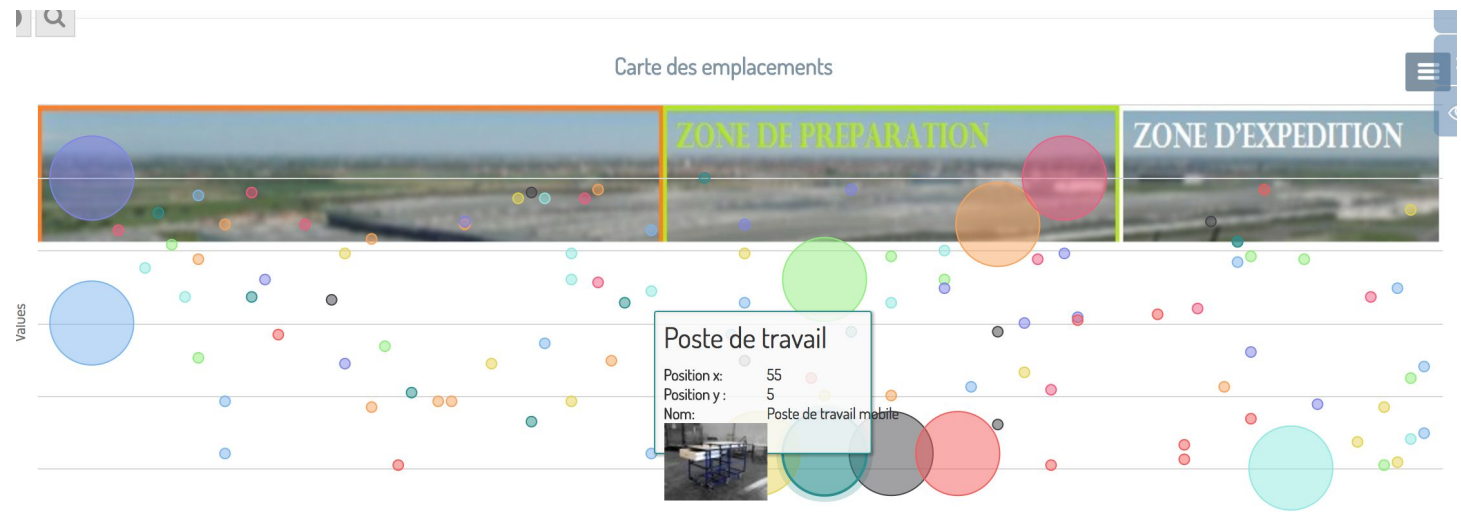 Carte des emplacements
ZONE DE PREPARATION
ZONE D'EXPEDITION
Values
Poste de travail
Position x: 55
Position y : 5
Nom: Poste de travail mobile